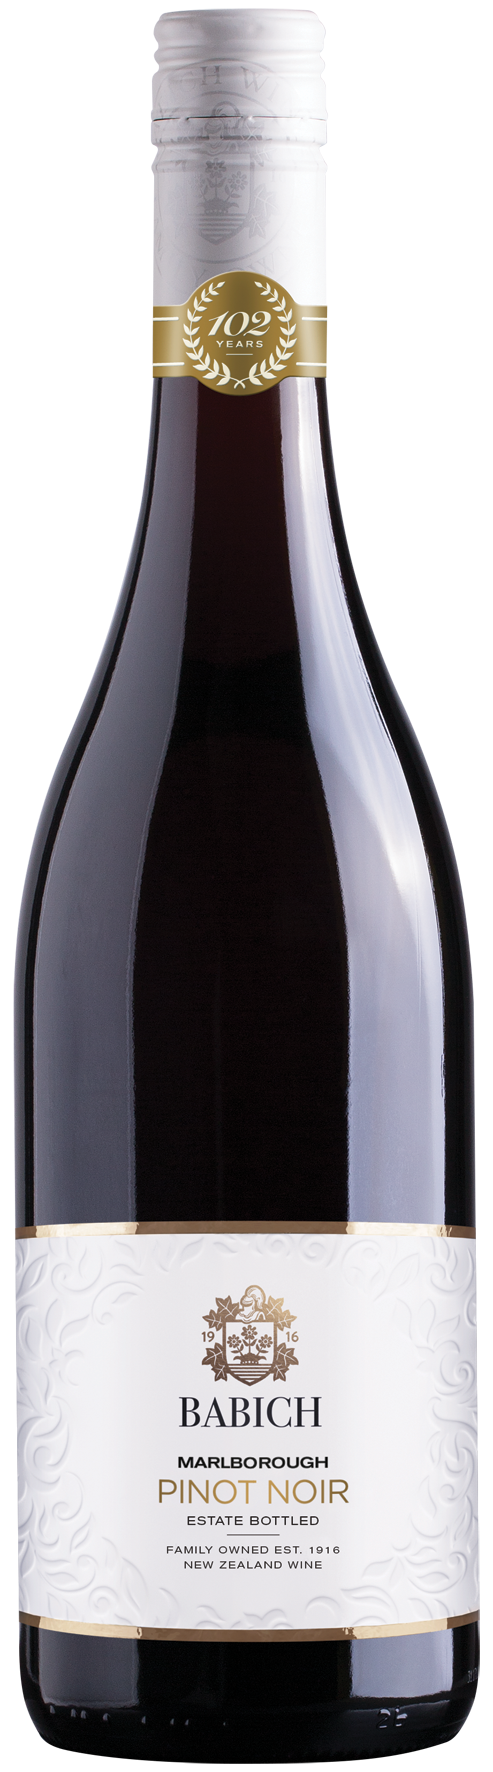 102
YEARS
19 16
BABICH
MARLBOROUGH
PINOT NOIR
ESTATE BOTTLED
FAMILY OWNED EST. 1916
NEW ZEALAND WINE